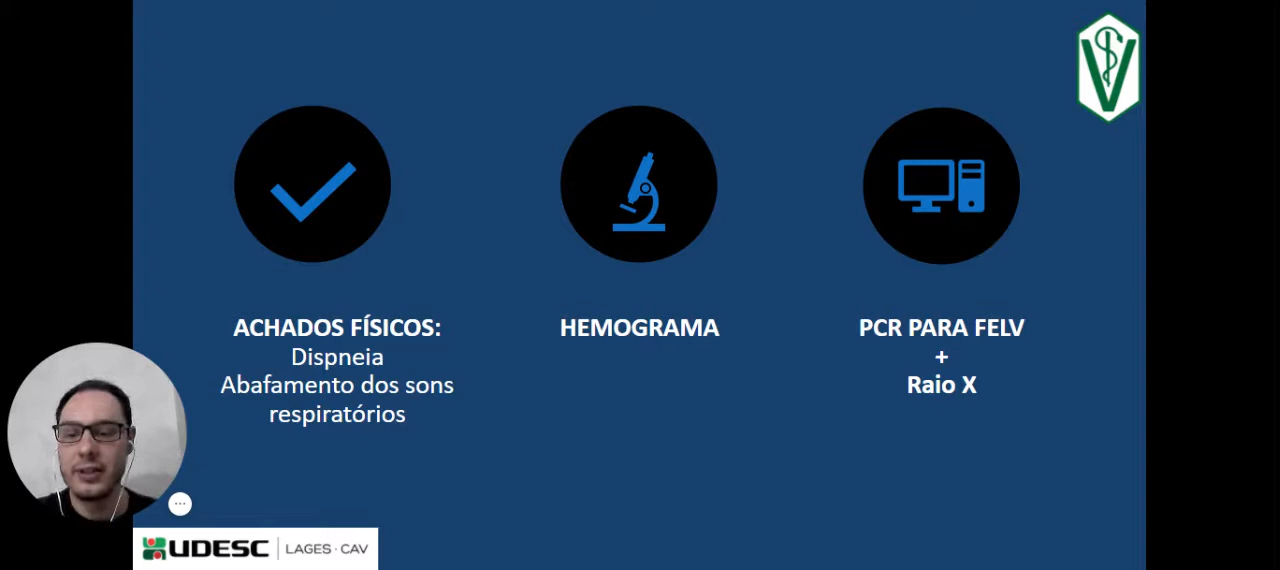 ACHADOS FÍSICOS:
Dispneia
Abafamento dos sons
respiratórios
HEMOGRAMA
PCR PARA FELV
+
Raio X
UDESC LAGES · CAV